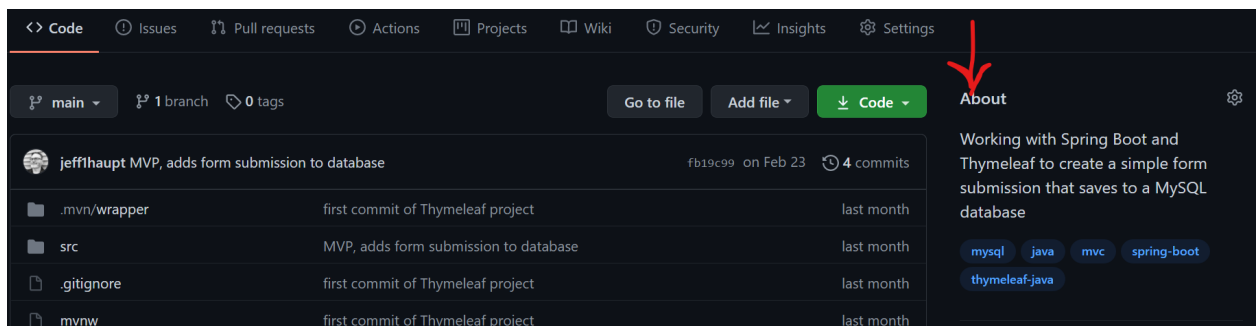 <> Code Issues Pull requests Actions Projects Wiki Security Insights Settings
main 1 branch 0 tags Go to file Add file Code
jeff1haupt MVP, adds form submission to database fb19c99 on Feb 23 4 commits
.mvn/wrapper first commit of Thymeleaf project last month
src MVP, adds form submission to database last month
.gitignore first commit of Thymeleaf project last month
mvnw first commit of Thymeleaf project last month
About
Working with Spring Boot and
Thymeleaf to create a simple form
submission that saves to a MySQL
database
mysql java mvc spring-boot
thymeleaf-java